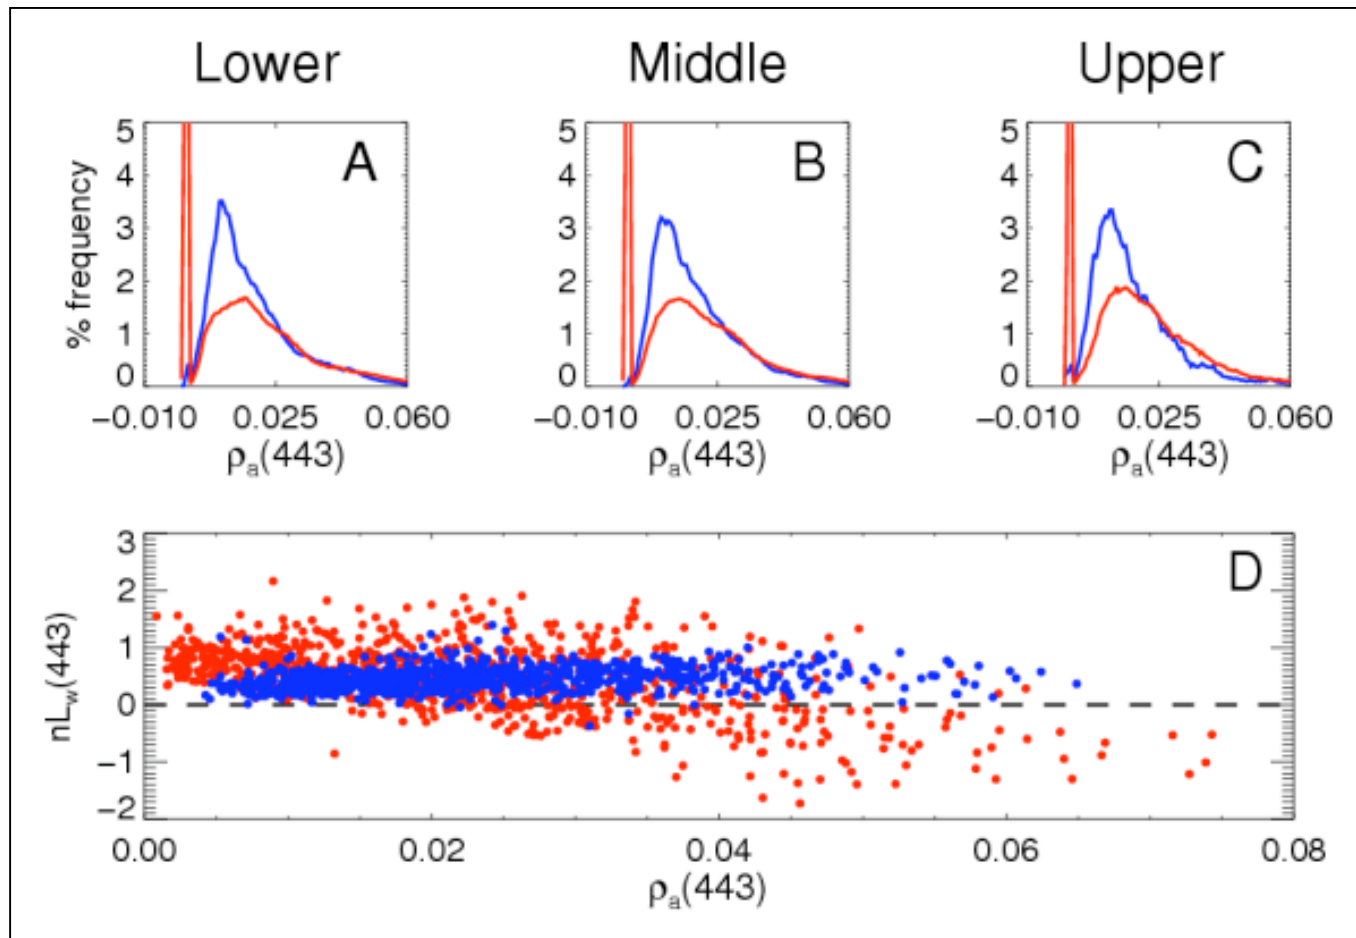 Lower Middle Upper
5 5 5
A B C
4 4 4
3 3 3
2 2 2
1 1 1
0 0 0
% frequency
−0.010 0.025 0.060 −0.010 0.025 0.060 −0.010 0.025 0.060
ρa(443) ρa(443) ρa(443)
3
D
2
1
0
−1
−2
nLw(443)
0.00 0.02 0.04 0.06 0.08
ρa(443)